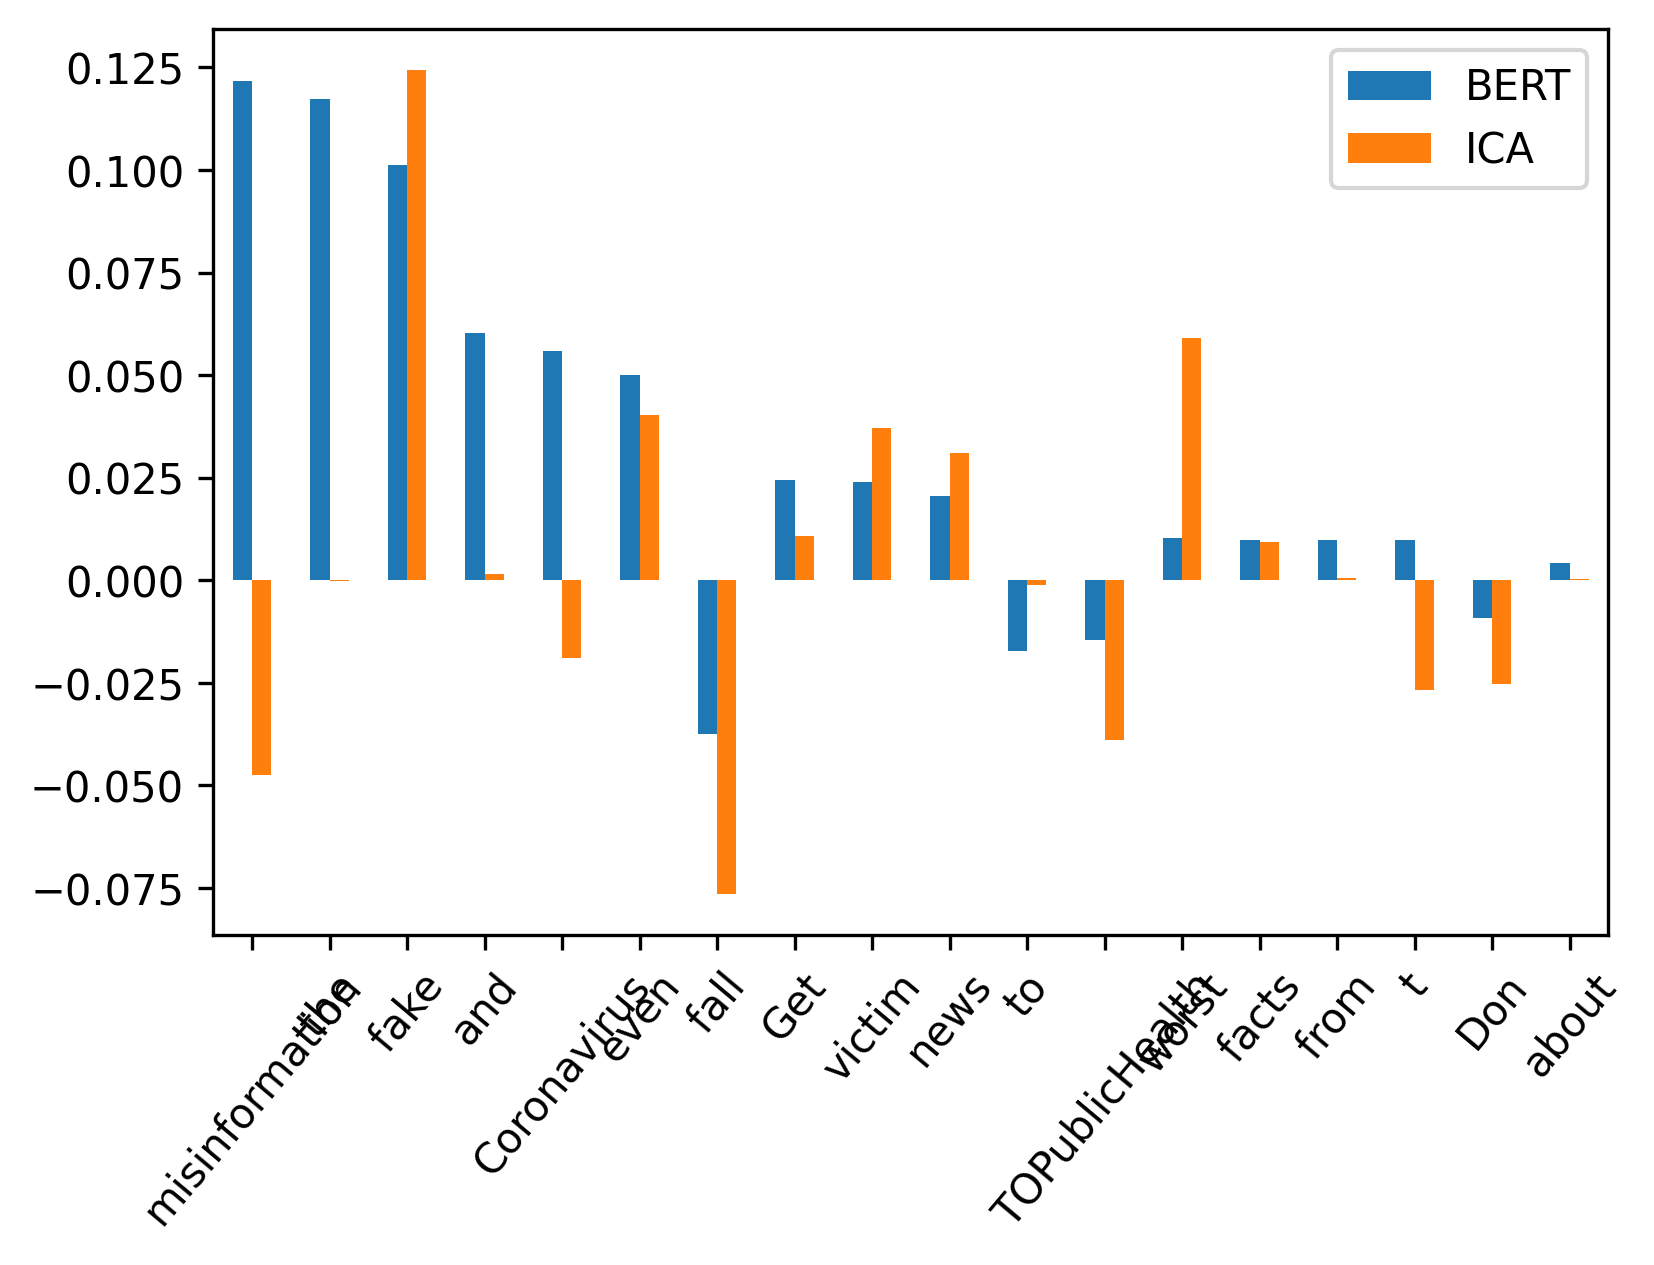 0.125
0.100
0.075
0.050
0.025
0.000
−0.025
−0.050
−0.075
BERT
ICA
misinformation
the
fake
and
Coronavirus
even
fall
Get
victim
news
to
TOPublicHealth
worst
facts
from
t
Don
about